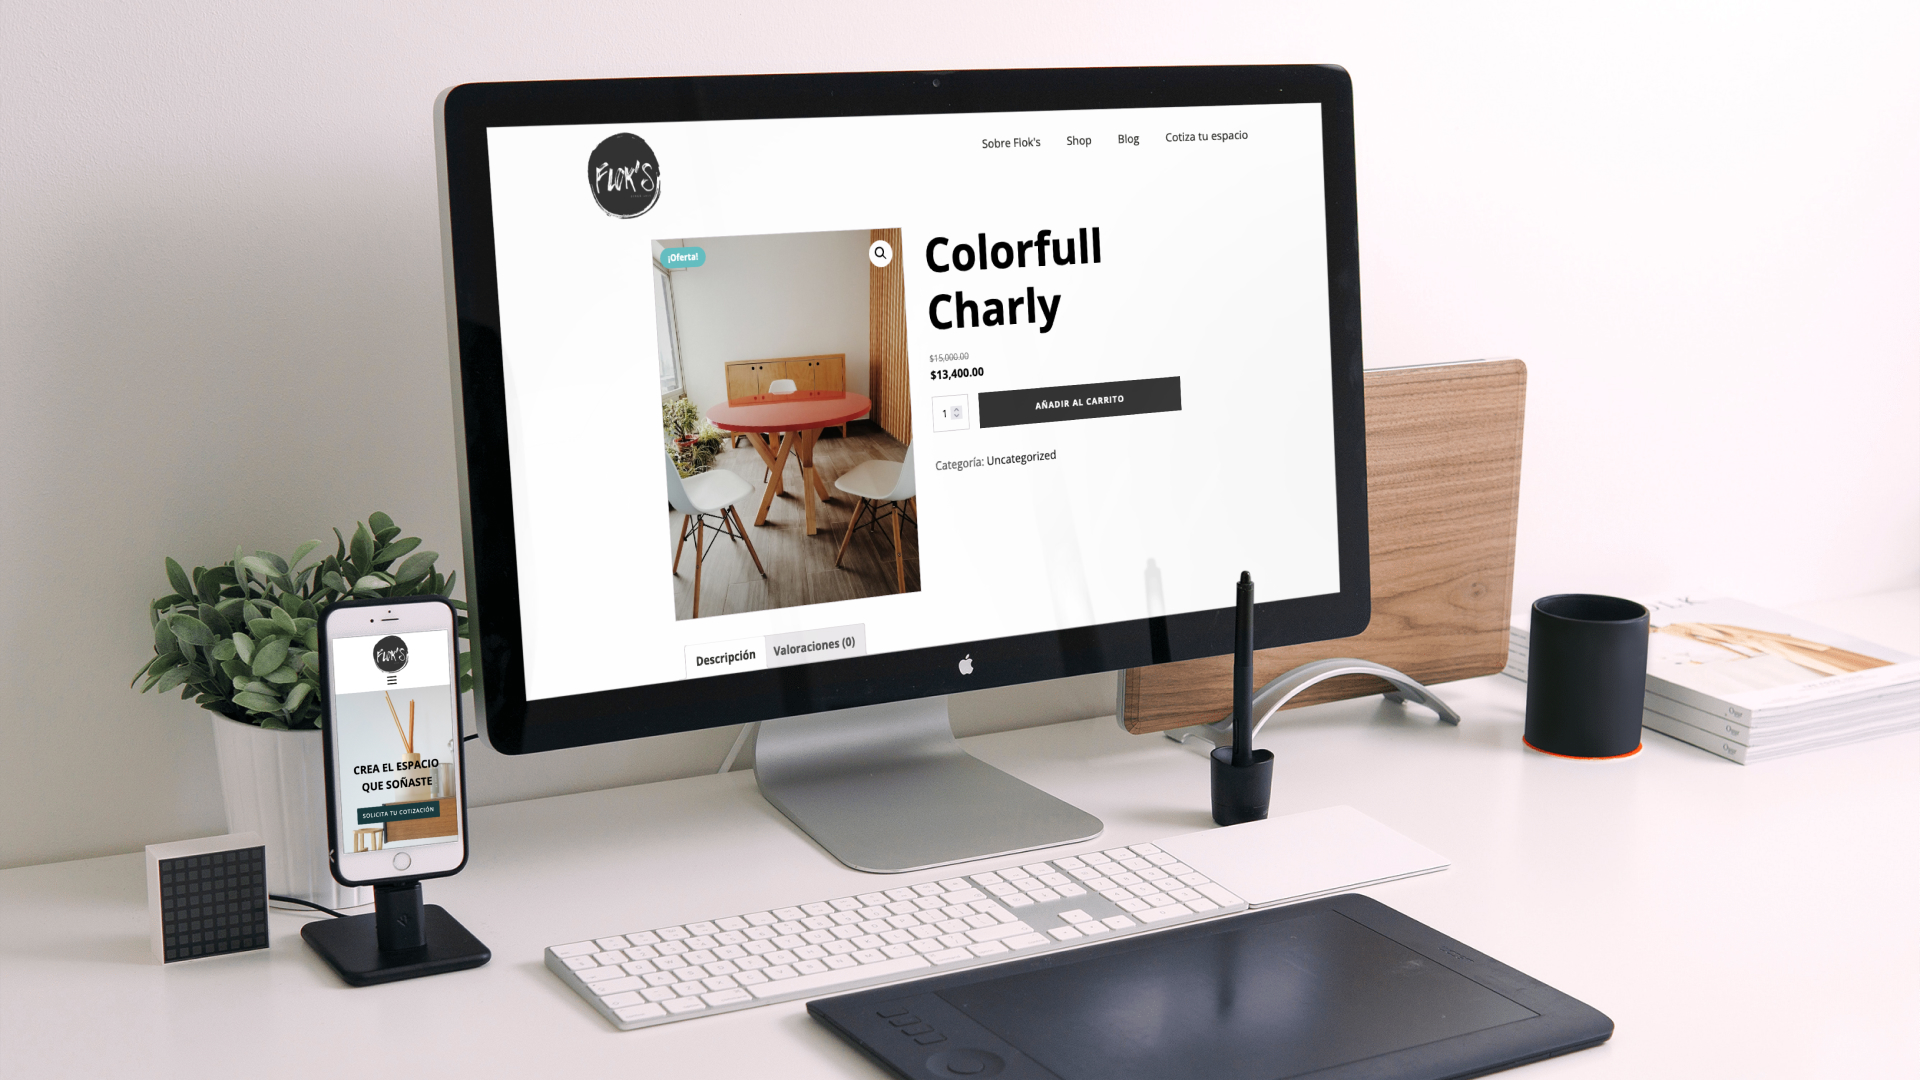 FLOK'S
Sobre Flok's Shop Blog Cotiza tu espacio
¡Oferta!
Colorfull
Charly
$15,000.00
$13,400.00
1
AÑADIR AL CARRITO
Categoría: Uncategorized
Descripción
Valoraciones (0)
FLOK'S
CREA EL ESPACIO
QUE SOÑASTE
SOLICITA TU COTIZACIÓN